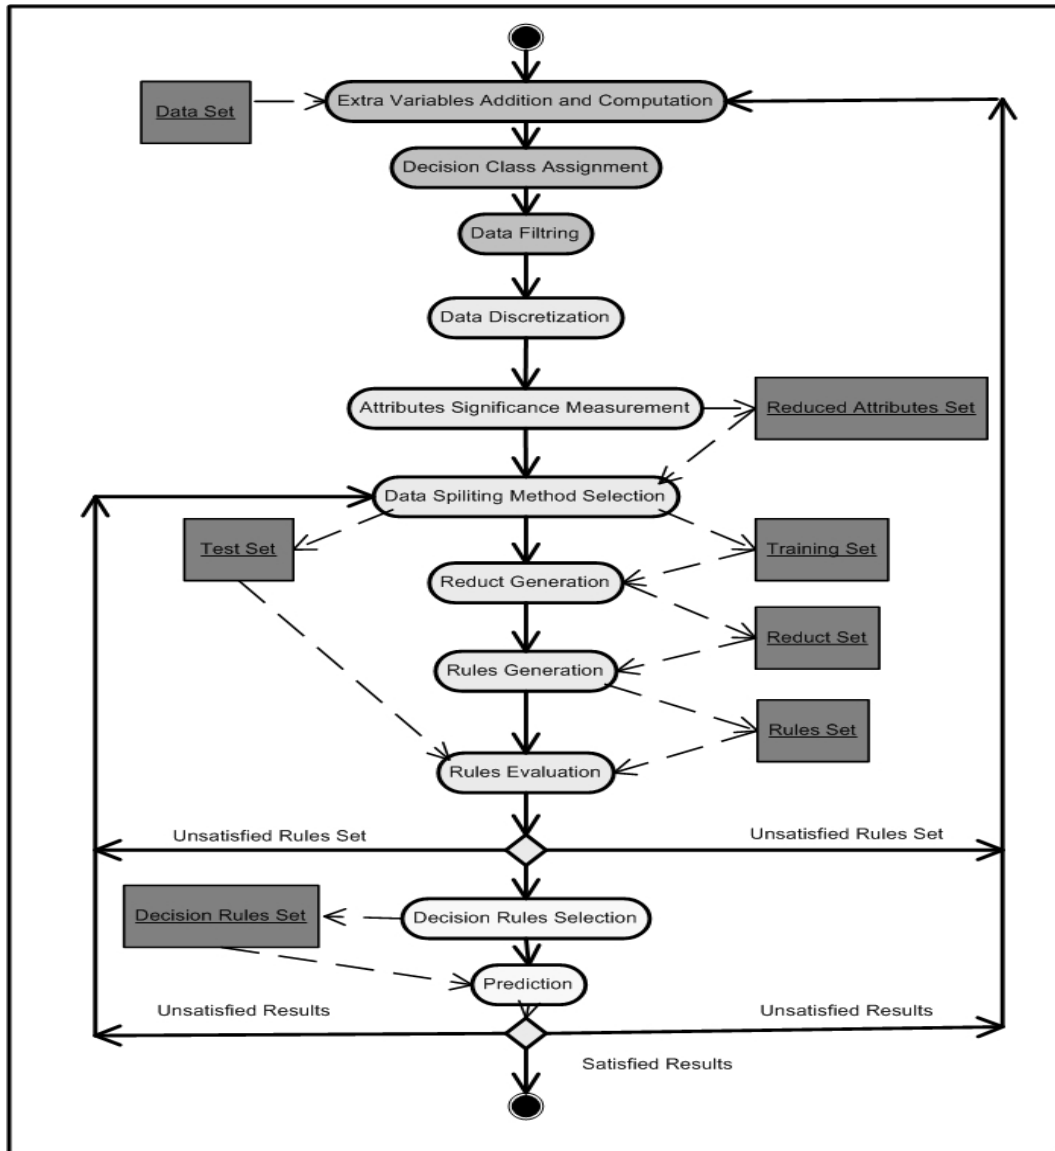 Extra Variables Addition and Computation
Data Set
Decision Class Assignment
Data Filtring
Data Discretization
Attributes Significance Measurement
Reduced Attributes Set
Data Spiliting Method Selection
Test Set
Training Set
Reduct Generation
Reduct Set
Rules Generation
Rules Set
Rules Evaluation
Unsatisfied Rules Set
Unsatisfied Rules Set
Decision Rules Set
Decision Rules Selection
Prediction
Unsatisfied Results
Unsatisfied Results
Satisfied Results